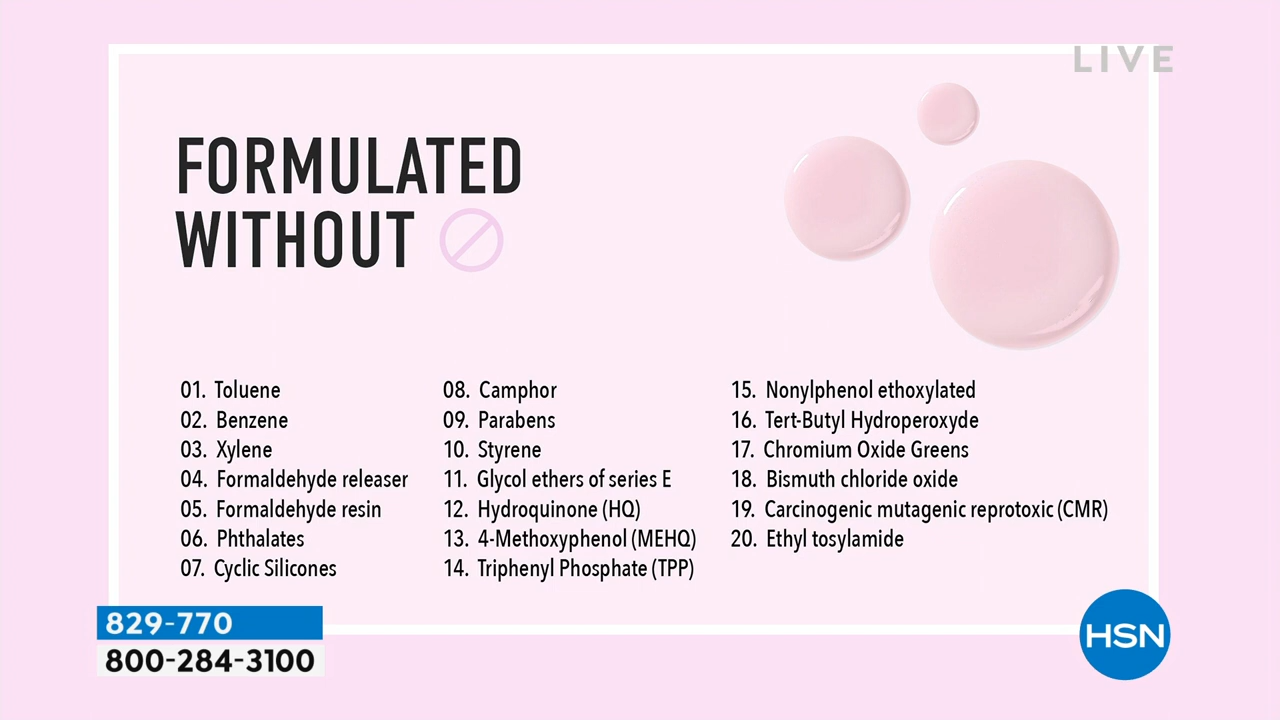 LIVE
FORMULATED
WITHOUT
01. Toluene
02. Benzene
03. Xylene
04. Formaldehyde releaser
05. Formaldehyde resin
06. Phthalates
07. Cyclic Silicones
08. Camphor
09. Parabens
10. Styrene
11. Glycol ethers of series E
12. Hydroquinone (HQ)
13. 4-Methoxyphenol (MEHQ)
14. Triphenyl Phosphate (TPP)
15. Nonylphenol ethoxylated
16. Tert-Butyl Hydroperoxyde
17. Chromium Oxide Greens
18. Bismuth chloride oxide
19. Carcinogenic mutagenic reprotoxic (CMR)
20. Ethyl tosylamide
829-770
800-284-3100
HSN